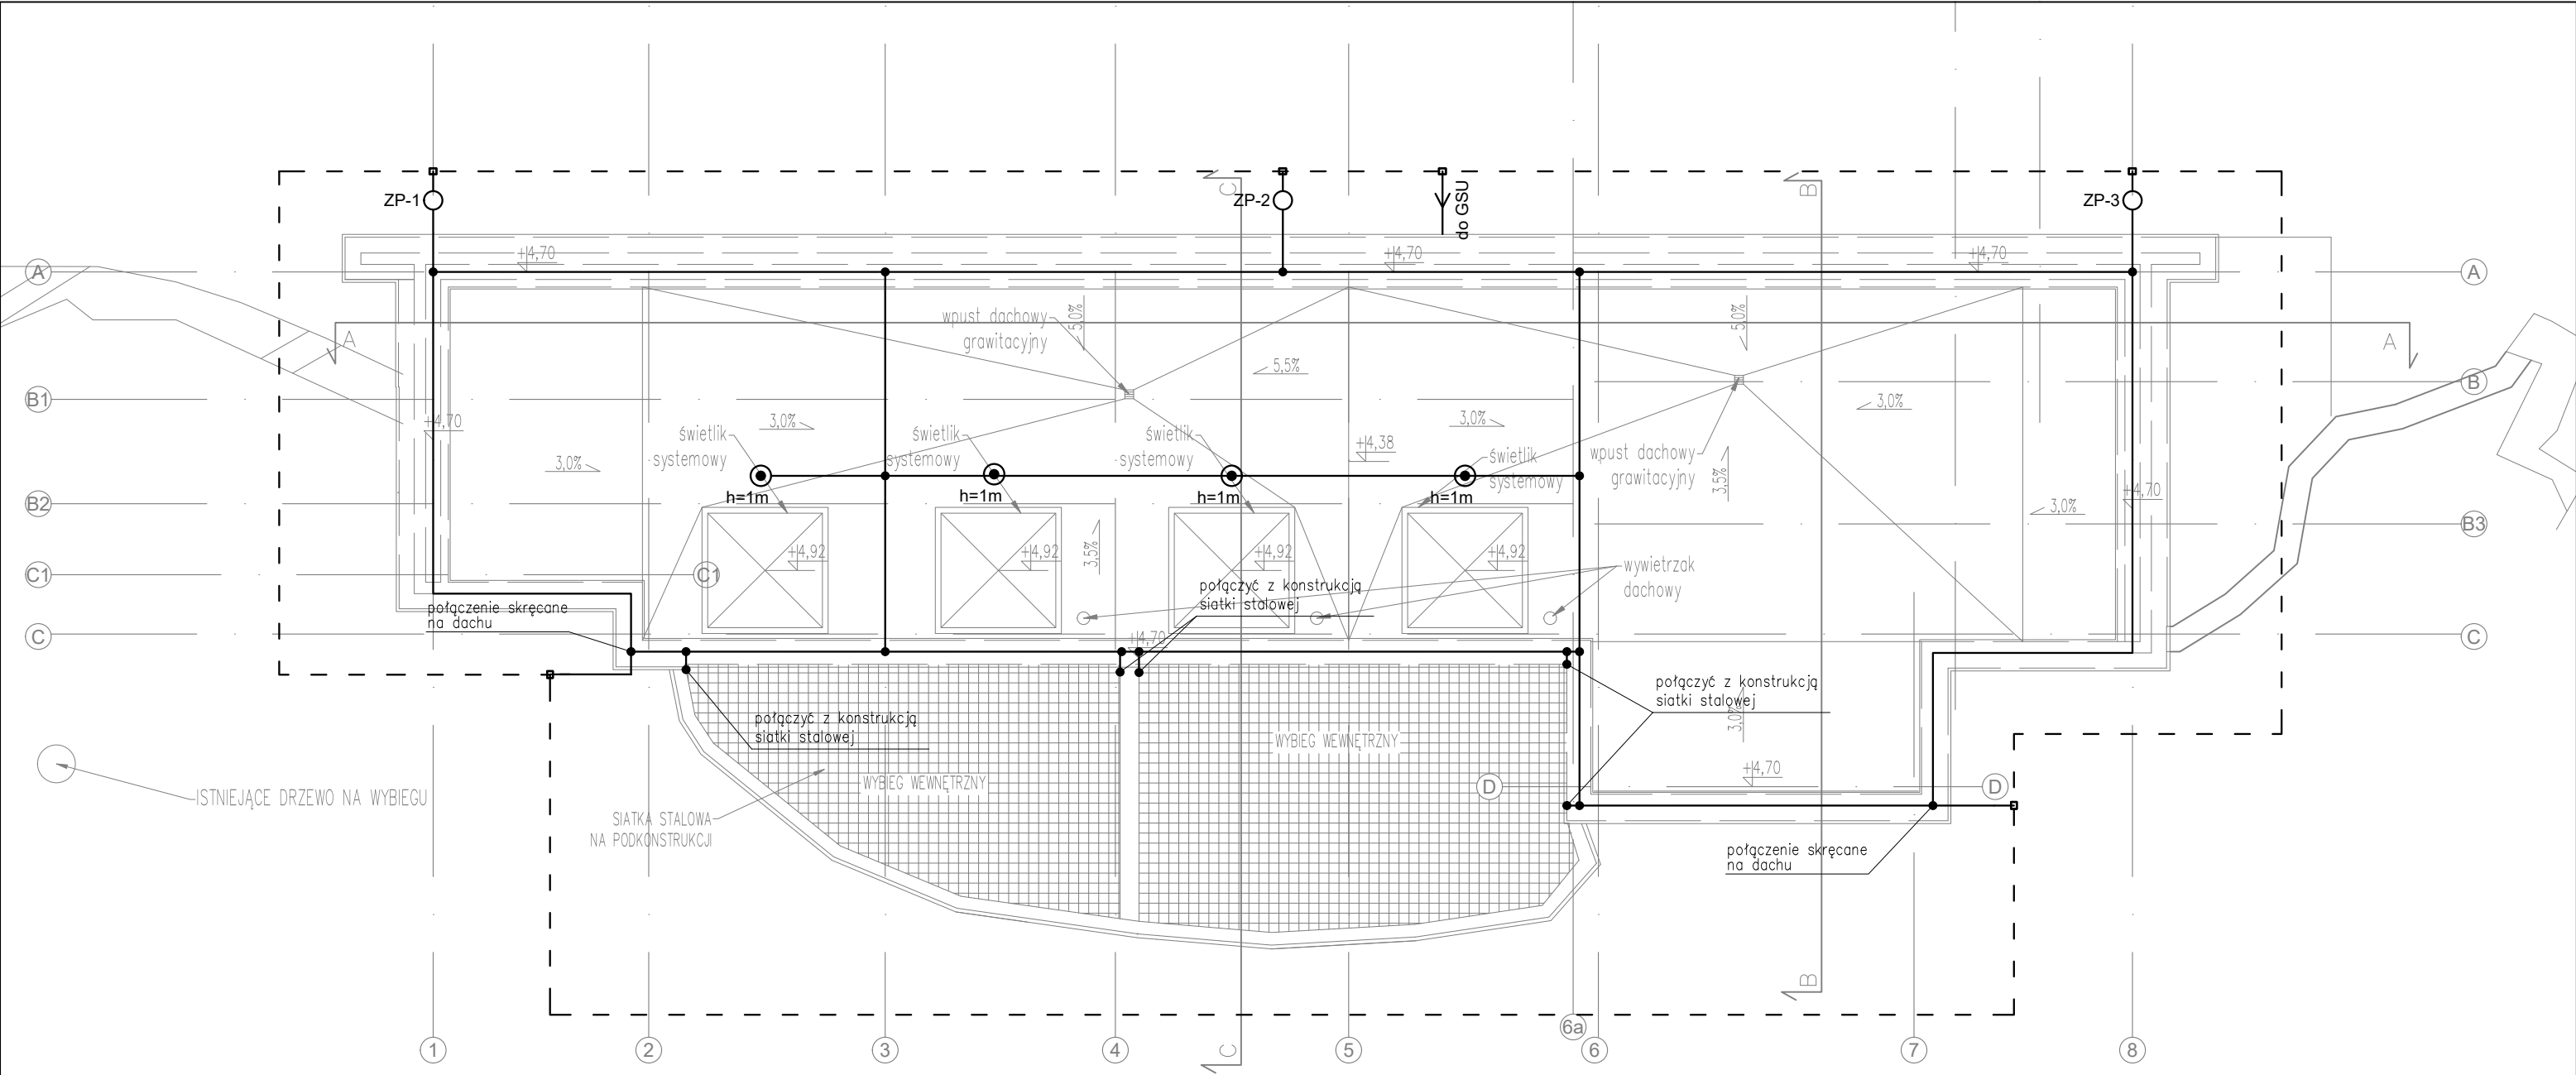 ZP-1
ZP-2
do GSU
ZP-3
C
B
+4,70
+4,70
+4,70
A
A
A
A
wpust dachowy
grawitacyjny
5,0%
5,0%
5,5%
B1
B
+4,70
3,0%
3,0%
3,0%
+4,38
świetlik
systemowy
świetlik
systemowy
świetlik
systemowy
świetlik
systemowy
wpust dachowy
grawitacyjny
3,5%
3,0%
h=1m
h=1m
h=1m
h=1m
B2
3,0%
+4,70
B3
+4,92
+4,92
3,5%
+4,92
+4,92
C1
C1
wywietrzak
dachowy
połączyć z konstrukcją
siatki stalowej
połączenie skręcane
na dachu
C
+4,70
C
połączyć z konstrukcją
siatki stalowej
połączyć z konstrukcją
siatki stalowej
3,0%
WYBIEG WEWNĘTRZNY
WYBIEG WEWNĘTRZNY
+4,70
D
D
ISTNIEJĄCE DRZEWO NA WYBIEGU
SIATKA STALOWA
NA PODKONSTRUKCJI
połączenie skręcane
na dachu
B
6a
C
1
2
3
4
5
6
7
8